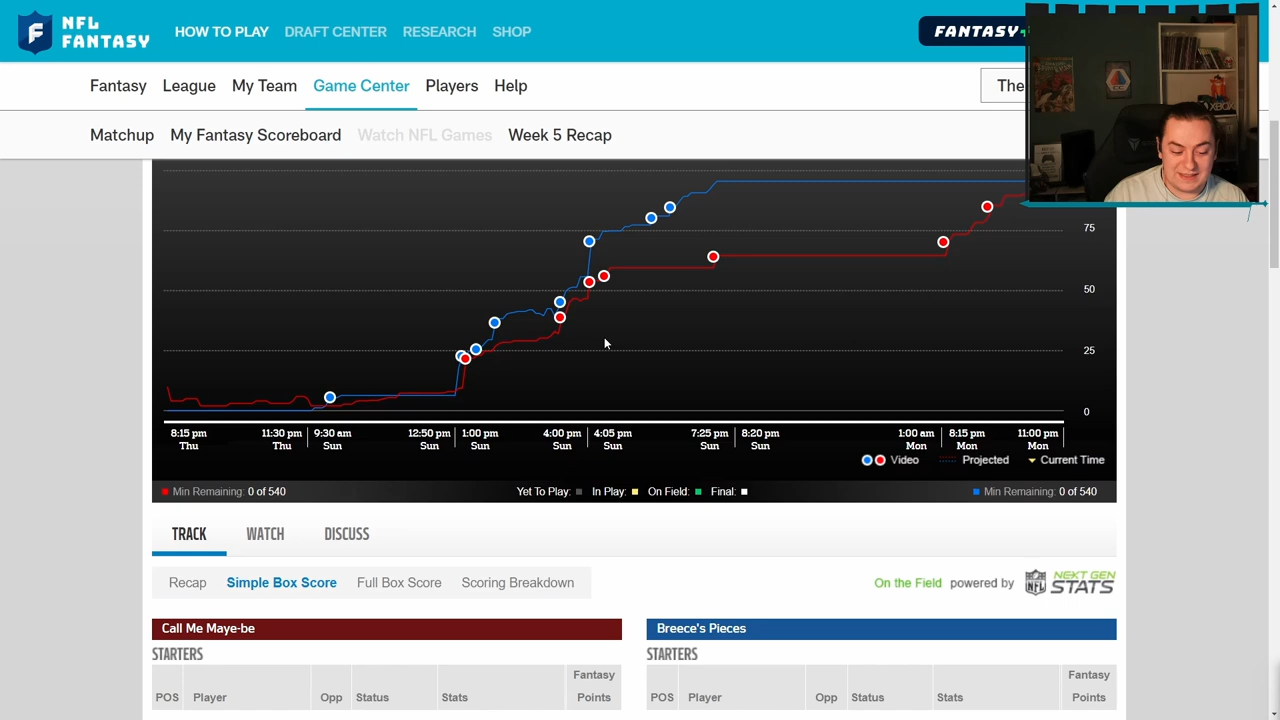 NFL
FANTASY
HOW TO PLAY DRAFT CENTER RESEARCH SHOP
FANTASY+
Fantasy League My Team Game Center Players Help
The
Matchup My Fantasy Scoreboard Watch NFL Games Week 5 Recap
XBOX
75
50
25
0
8:15 pm 11:30 pm 9:30 am 12:50 pm 1:00 pm 4:00 pm 4:05 pm 7:25 pm 8:20 pm 1:00 am 8:15 pm 11:00 pm
Thu Thu Sun Sun Sun Sun Sun Sun Sun Mon Mon Mon
Video Projected Current Time
Min Remaining: 0 of 540 Yet To Play: In Play: On Field: Final: Min Remaining: 0 of 540
TRACK WATCH DISCUSS
Recap Simple Box Score Full Box Score Scoring Breakdown
On the Field powered by NFL NEXT GEN STATS
Call Me Maye-be Breece's Pieces
STARTERS STARTERS
POS Player Opp Status Stats Fantasy Points POS Player Opp Status Stats Fantasy Points